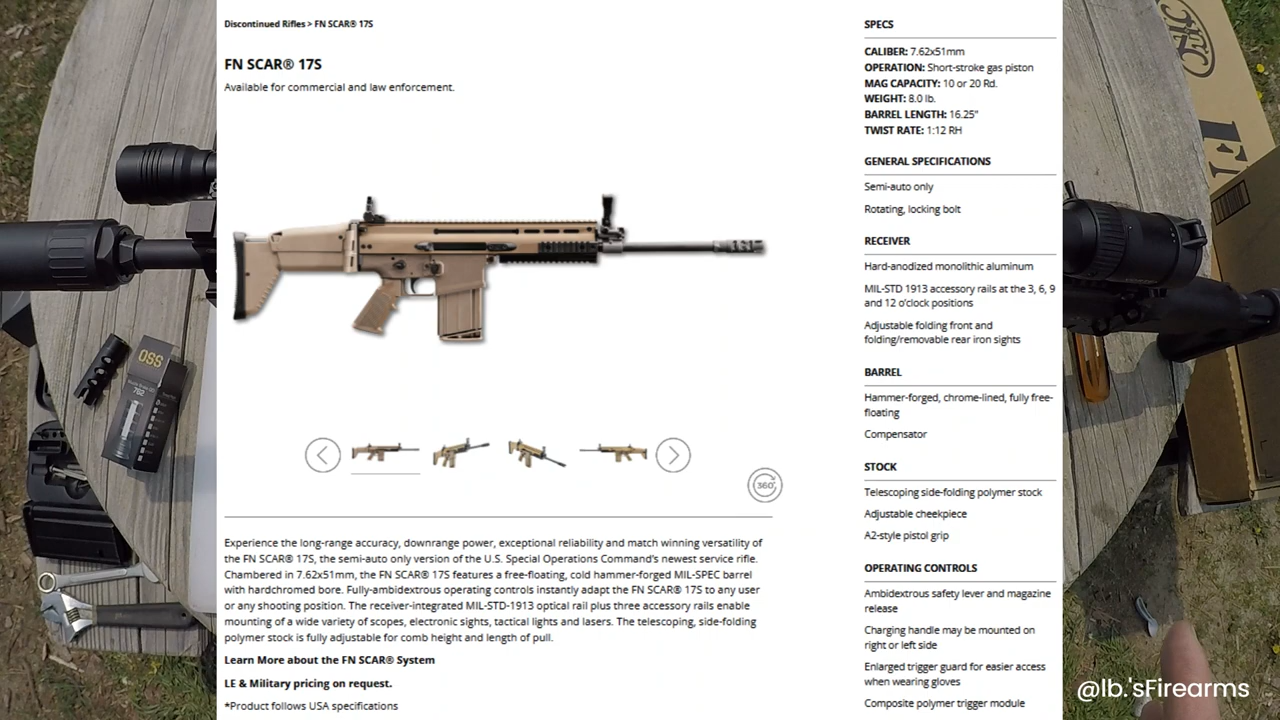 Discontinued Rifles > FN SCAR® 17S
FN SCAR® 17S
Available for commercial and law enforcement.
360°
Experience the long-range accuracy, downrange power, exceptional reliability and match winning versatility of
the FN SCAR® 17S, the semi-auto only version of the U.S. Special Operations Command's newest service rifle.
Chambered in 7.62x51mm, the FN SCAR® 17S features a free-floating, cold hammer-forged MIL-SPEC barrel
with hardchromed bore. Fully-ambidextrous operating controls instantly adapt the FN SCAR® 17S to any user
or any shooting position. The receiver-integrated MIL-STD-1913 optical rail plus three accessory rails enable
mounting of a wide variety of scopes, electronic sights, tactical lights and lasers. The telescoping, side-folding
polymer stock is fully adjustable for comb height and length of pull.
Learn More about the FN SCAR® System
LE & Military pricing on request.
*Product follows USA specifications
SPECS
CALIBER: 7.62x51mm
OPERATION: Short-stroke gas piston
MAG CAPACITY: 10 or 20 Rd.
WEIGHT: 8.0 lb.
BARREL LENGTH: 16.25"
TWIST RATE: 1:12 RH
GENERAL SPECIFICATIONS
Semi-auto only
Rotating, locking bolt
RECEIVER
Hard-anodized monolithic aluminum
MIL-STD 1913 accessory rails at the 3, 6, 9
and 12 o'clock positions
Adjustable folding front and
folding/removable rear iron sights
BARREL
Hammer-forged, chrome-lined, fully free-
floating
Compensator
STOCK
Telescoping side-folding polymer stock
Adjustable cheekpiece
A2-style pistol grip
OPERATING CONTROLS
Ambidextrous safety lever and magazine
release
Charging handle may be mounted on
right or left side
Enlarged trigger guard for easier access
when wearing gloves
Composite polymer trigger module
OSS
762
@lb.'sFirearms